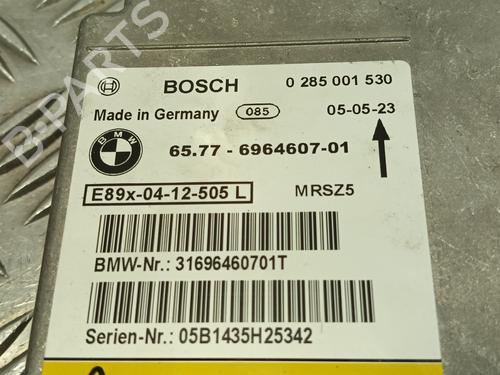 BOSCH 0 285 001 530
Made in Germany 085 05-05-23
BMW
65.77 - 6964607-01
E89x-04-12-505 L MRSZ5
BMW-Nr.: 31696460701T
Serien-Nr.: 05B1435H25342
B-PARTS